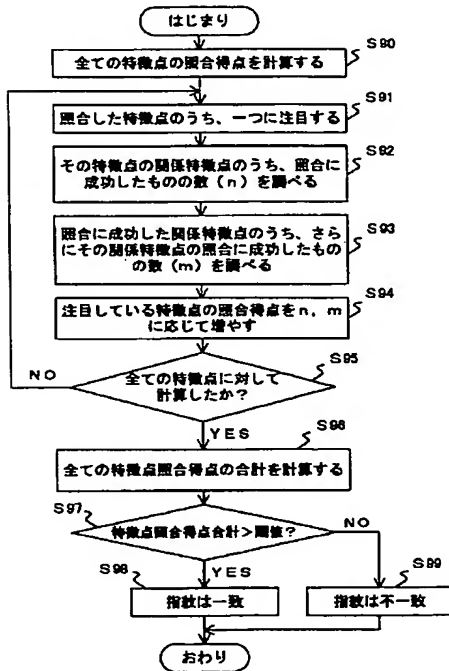 はじまり
S90
全ての特徴点の照合得点を計算する
S91
照合した特徴点のうち、一つに注目する
S92
その特徴点の関係特徴点のうち、照合に
成功したものの数（n）を調べる
S93
照合に成功した関係特徴点のうち、さらに
その関係特徴点の照合に成功したもの
の数（m）を調べる
S94
注目している特徴点の照合得点をn，m
に応じて増やす
S95
NO
全ての特徴点に対して
計算したか？
YES
S96
全ての特徴点照合得点の合計を計算する
S97
特徴点照合得点合計＞閾値？
NO
S98
YES
S99
指紋は一致
指紋は不一致
おわり